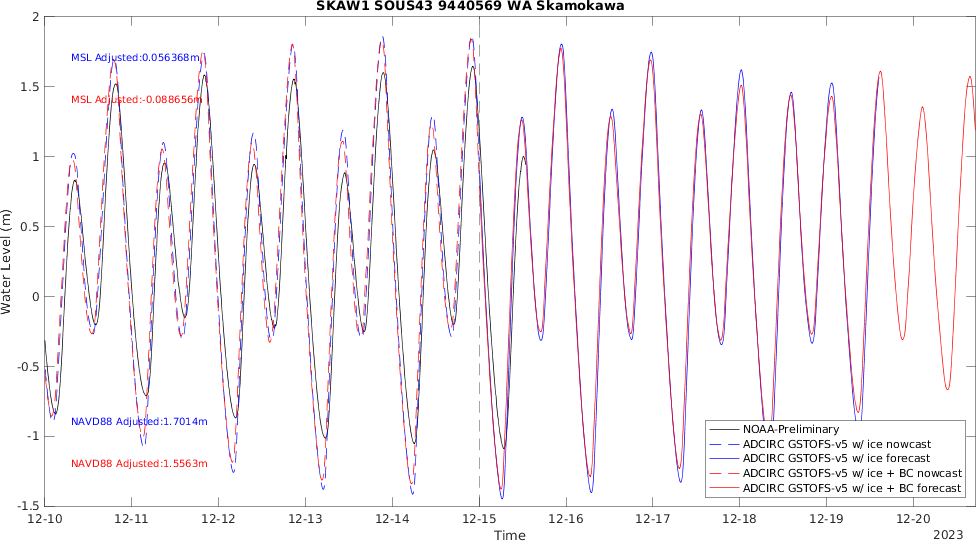 SKAW1 SOUS43 9440569 WA Skamokawa
2
1.5
1
0.5
0
-0.5
-1
-1.5
Water Level (m)
MSL Adjusted:0.056368m
MSL Adjusted:-0.088656m
NAVD88 Adjusted:1.7014m
NAVD88 Adjusted:1.5563m
NOAA-Preliminary
ADCIRC GSTOFS-v5 w/ ice nowcast
ADCIRC GSTOFS-v5 w/ ice forecast
ADCIRC GSTOFS-v5 w/ ice + BC nowcast
ADCIRC GSTOFS-v5 w/ ice + BC forecast
12-10 12-11 12-12 12-13 12-14 12-15 12-16 12-17 12-18 12-19 12-20
Time
2023